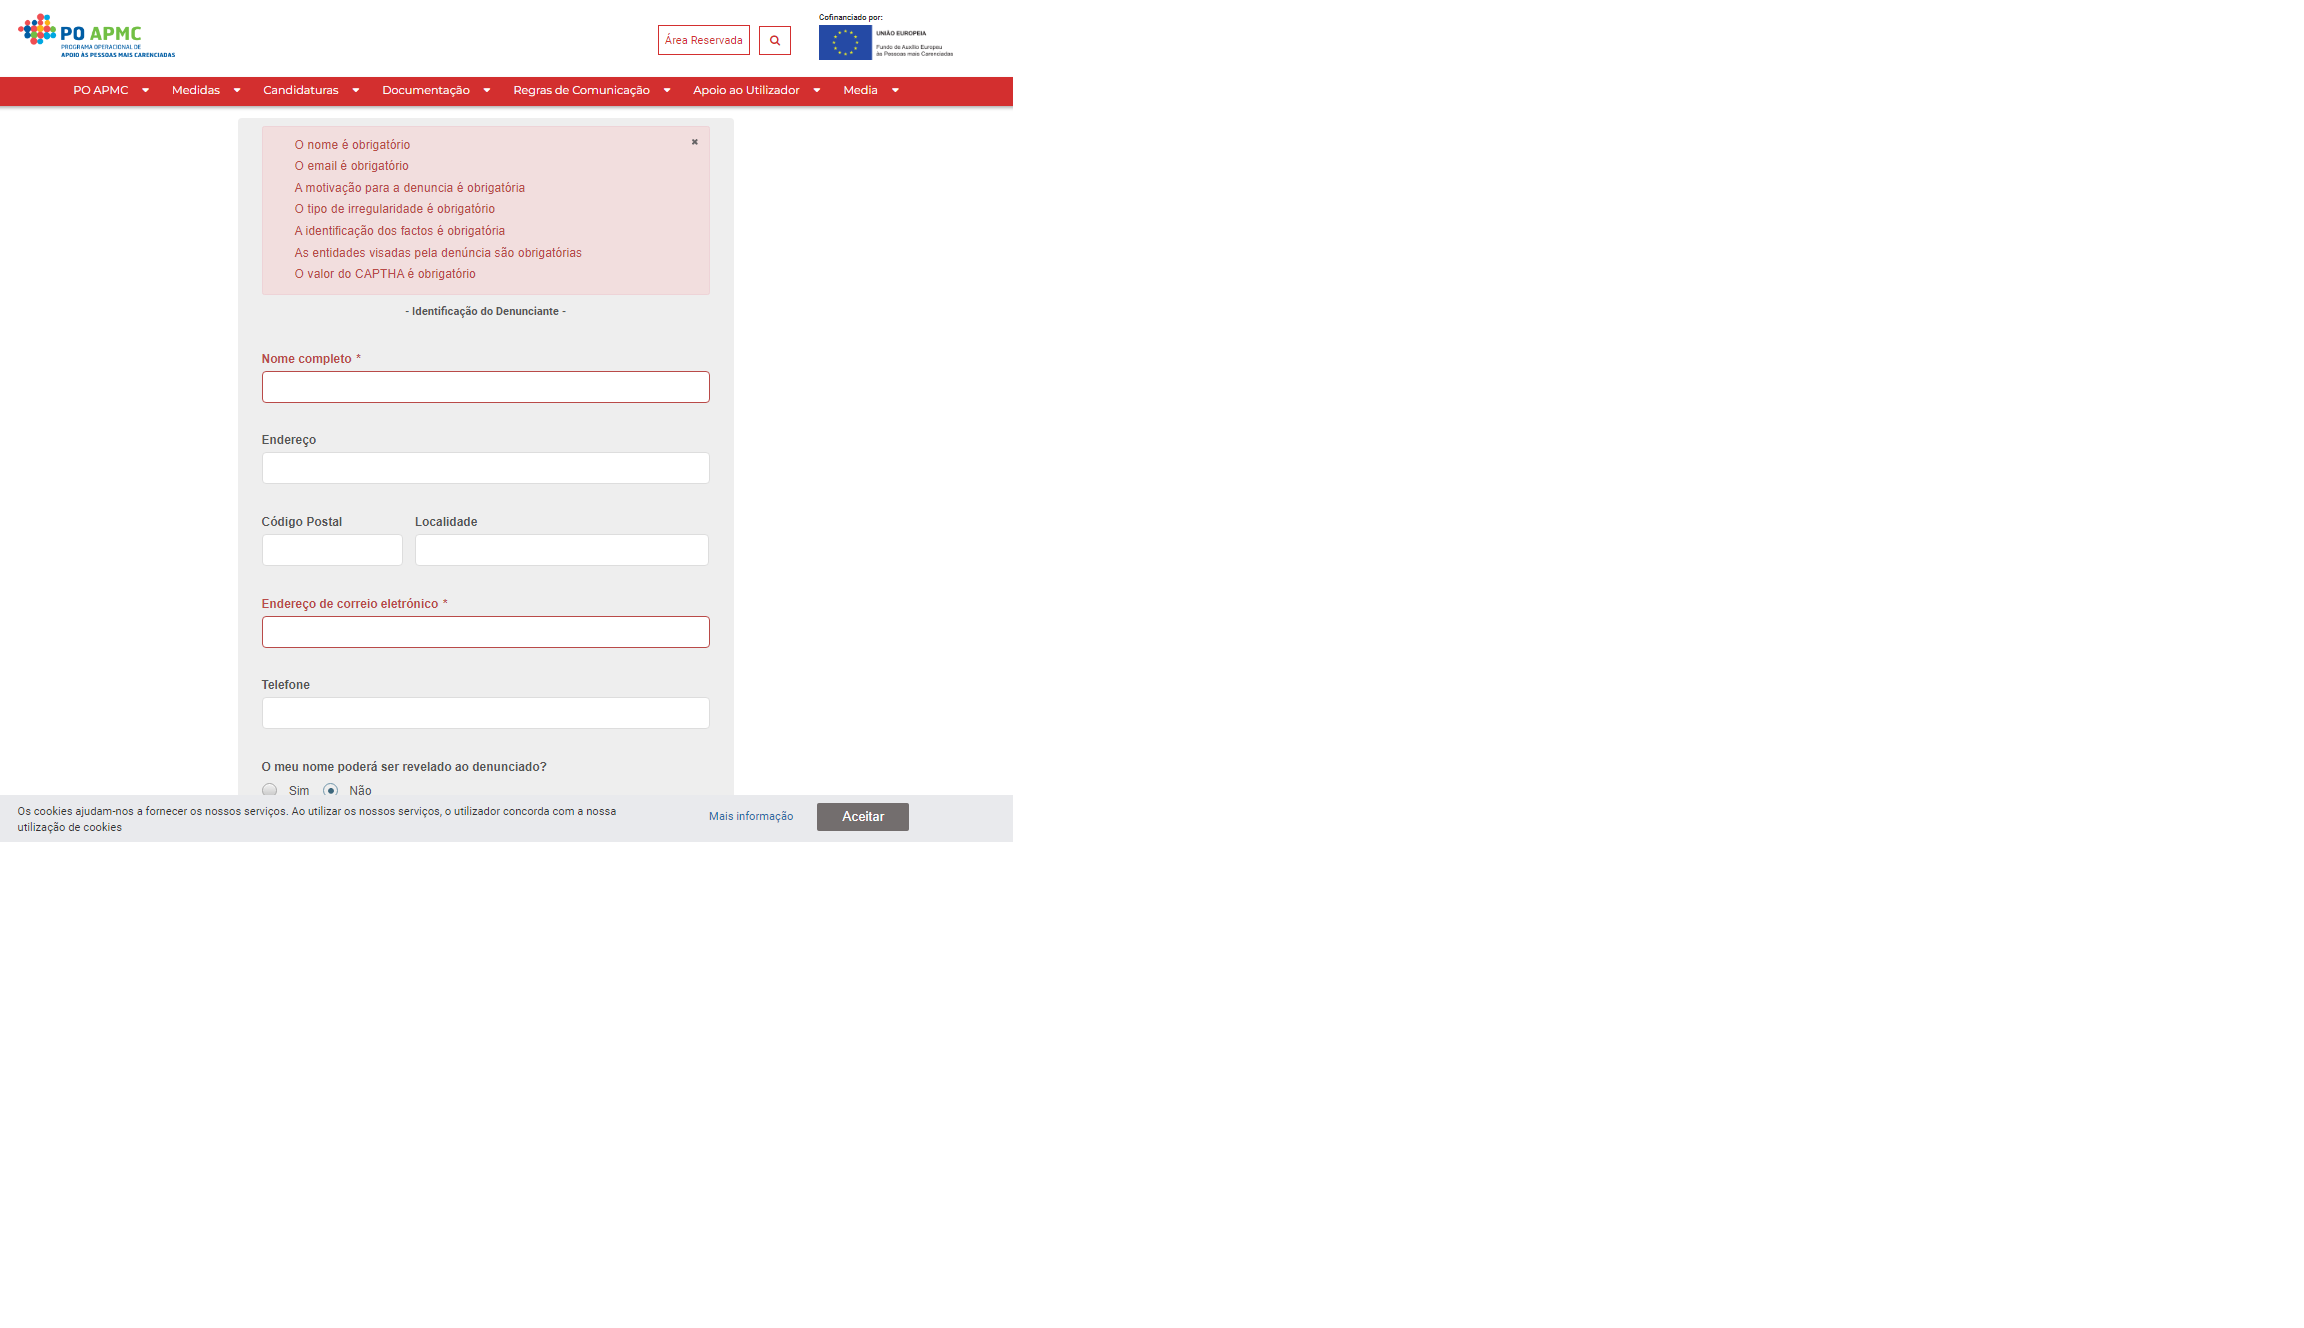 PO APMC
PROGRAMA OPERACIONAL DE
APOIO ÀS PESSOAS MAIS CARENCIADAS
Área Reservada
Cofinanciado por:
UNIÃO EUROPEIA
Fundo de Auxílio Europeu
às Pessoas mais Carenciadas
PO APMC Medidas Candidaturas Documentação Regras de Comunicação Apoio ao Utilizador Media
O nome é obrigatório
O email é obrigatório
A motivação para a denuncia é obrigatória
O tipo de irregularidade é obrigatório
A identificação dos factos é obrigatória
As entidades visadas pela denúncia são obrigatórias
O valor do CAPTHA é obrigatório
- Identificação do Denunciante -
Nome completo *
Endereço
Código Postal Localidade
Endereço de correio eletrónico *
Telefone
O meu nome poderá ser revelado ao denunciado?
Sim Não
Os cookies ajudam-nos a fornecer os nossos serviços. Ao utilizar os nossos serviços, o utilizador concorda com a nossa
utilização de cookies
Mais informação
Aceitar